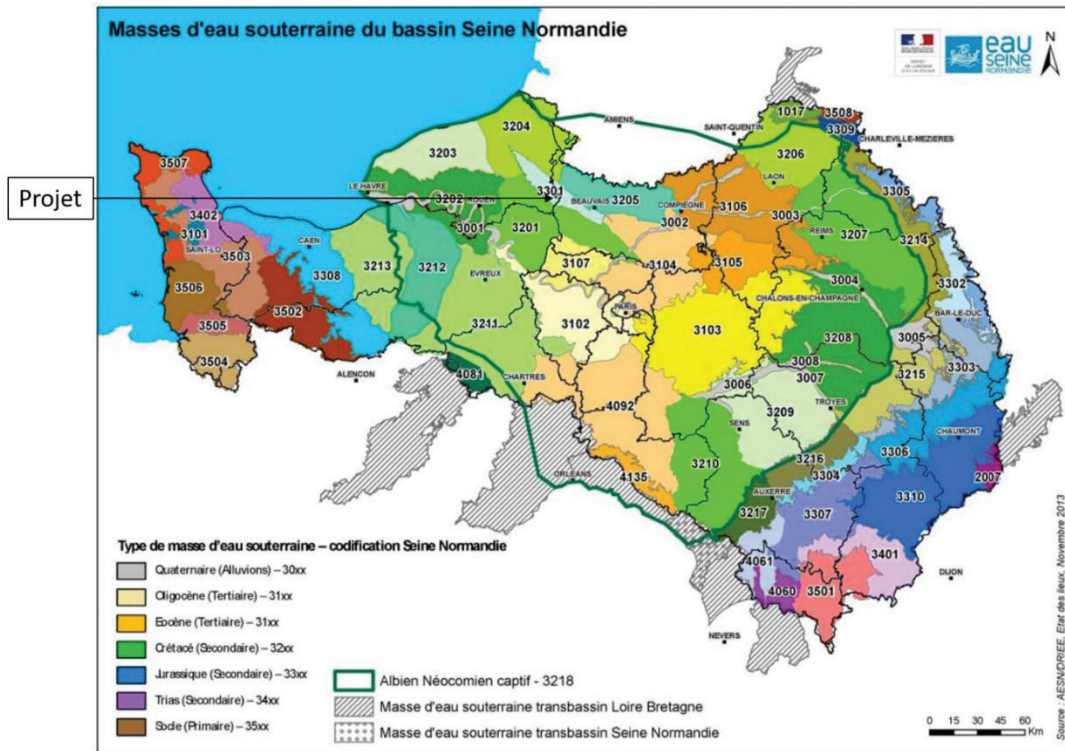 Masses d'eau souterraine du bassin Seine Normandie
eau
SEINE
NORMANDIE
N
Projet
AMIENS
SAINT-QUENTIN
1017
3508
3309
CHARLEVILLE-MEZIERES
3204
3203
3206
LAON
3305
3507
LE HAVRE
3202
ROUEN
3301
BEAUVAIS
3205
COMPIEGNE
3106
3003
3402
3001
3201
3002
REIMS
3207
3214
3101
SAINT-LO
3503
CAEN
3308
3213
3212
EVREUX
3107
3104
3105
3004
CHALONS-EN-CHAMPAGNE
3302
3506
3502
3211
3102
PARIS
3103
3208
BAR-LE-DUC
3005
3505
3504
ALENCON
4081
CHARTRES
3008
3006
3007
3215
3303
4092
3209
TROYES
SENS
CHAUMONT
3210
3216
3306
4135
ORLEANS
3304
AUXERRE
3310
2007
3217
3307
4061
3401
4060
3501
DIJON
NEVERS
Type de masse d'eau souterraine – codification Seine Normandie
Quaternaire (Alluvions) – 30xx
Oligocène (Tertiaire) – 31xx
Eocène (Tertiaire) – 31xx
Crétacé (Secondaire) – 32xx
Jurassique (Secondaire) – 33xx
Trias (Secondaire) – 34xx
Socle (Primaire) – 35xx
Albien Néocomien captif - 3218
Masse d'eau souterraine transbassin Loire Bretagne
Masse d'eau souterraine transbassin Seine Normandie
0 15 30 45 60
Km
Source : AESN/DRIEE, Etat des lieux, Novembre 2013